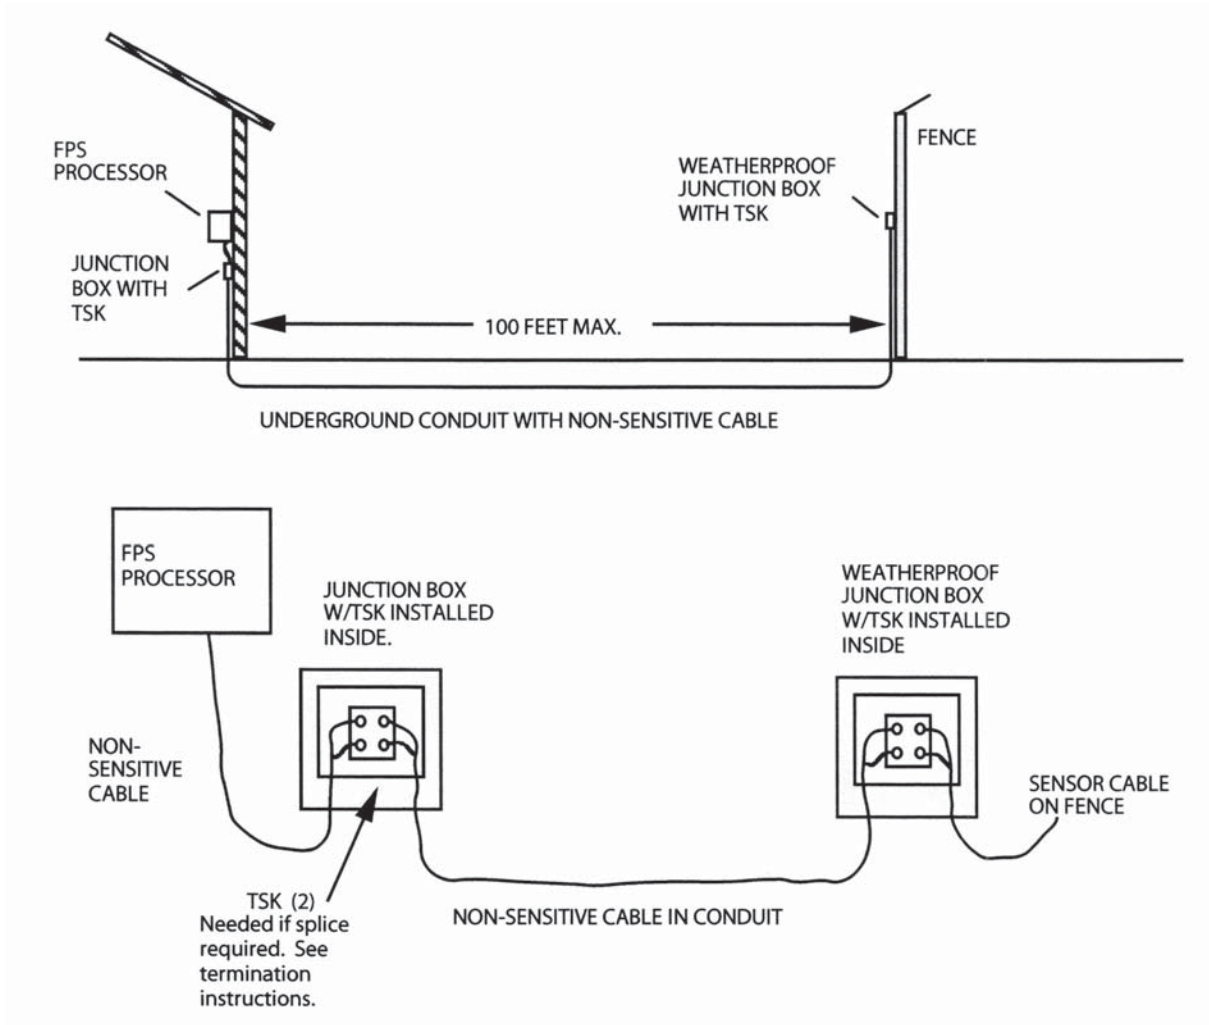 FPS
PROCESSOR
JUNCTION
BOX WITH
TSK
WEATHERPROOF
JUNCTION BOX
WITH TSK
FENCE
100 FEET MAX.
UNDERGROUND CONDUIT WITH NON-SENSITIVE CABLE
FPS
PROCESSOR
JUNCTION BOX
W/TSK INSTALLED
INSIDE.
WEATHERPROOF
JUNCTION BOX
W/TSK INSTALLED
INSIDE
NON-
SENSITIVE
CABLE
SENSOR CABLE
ON FENCE
TSK (2)
Needed if splice
required. See
termination
instructions.
NON-SENSITIVE CABLE IN CONDUIT